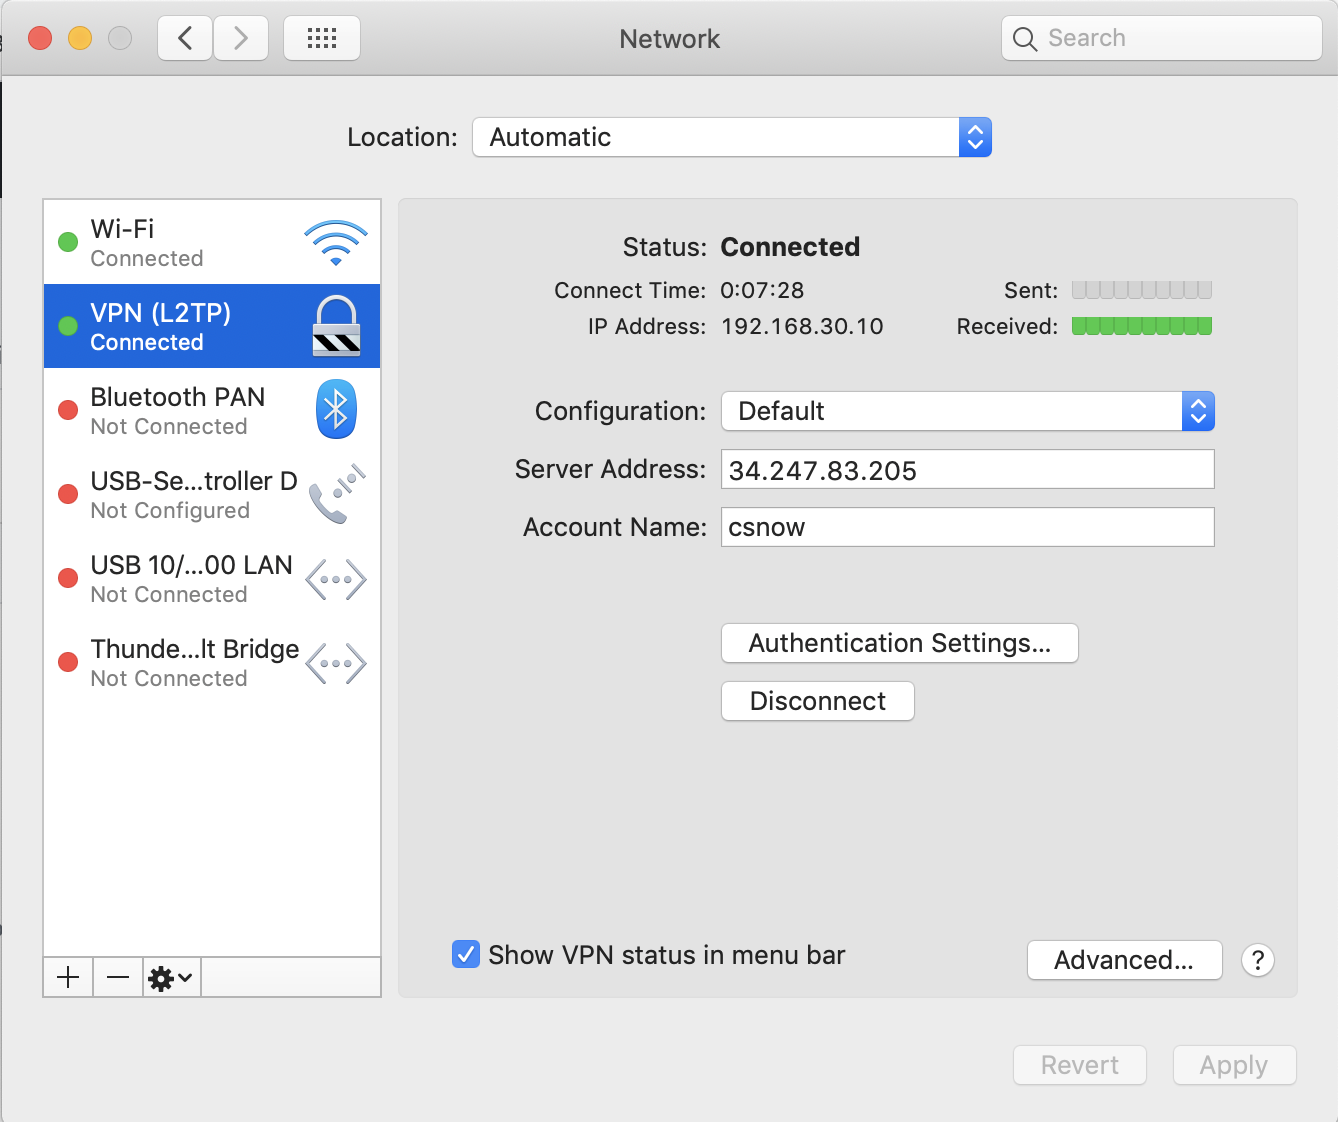 Network
Search
Location: Automatic
Wi-Fi
Connected
VPN (L2TP)
Connected
Bluetooth PAN
Not Connected
USB-Se...troller D
Not Configured
USB 10/...00 LAN
Not Connected
Thunde...lt Bridge
Not Connected
Status: Connected
Connect Time: 0:07:28 Sent:
IP Address: 192.168.30.10 Received:
Configuration: Default
Server Address: 34.247.83.205
Account Name: csnow
Authentication Settings...
Disconnect
Show VPN status in menu bar
Advanced... ?
Revert Apply